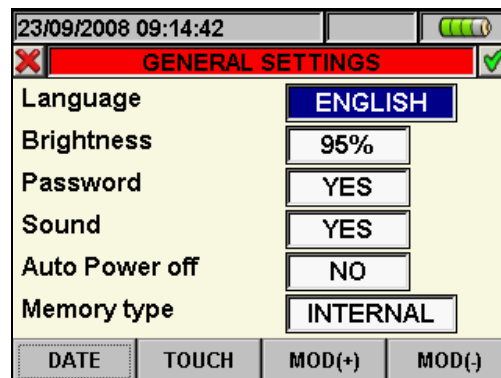 23/09/2008 09:14:42
GENERAL SETTINGS
Language ENGLISH
Brightness 95%
Password YES
Sound YES
Auto Power off NO
Memory type INTERNAL
DATE TOUCH MOD(+) MOD(-)